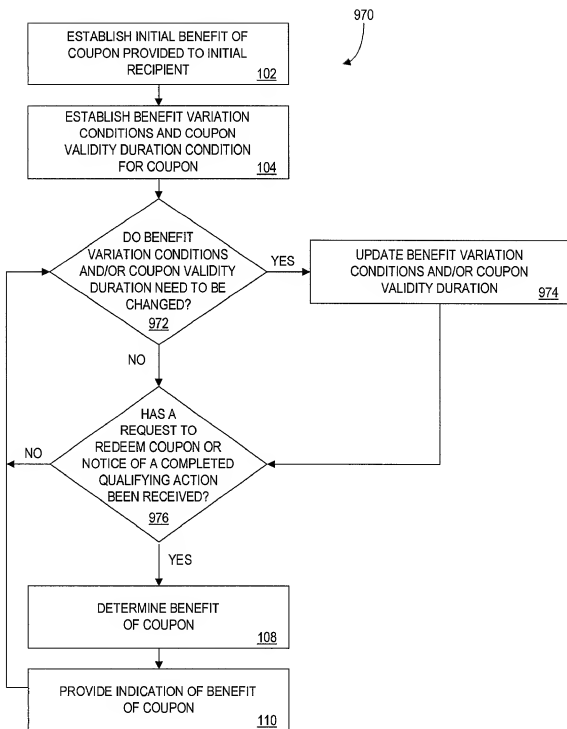 970
ESTABLISH INITIAL BENEFIT OF
COUPON PROVIDED TO INITIAL
RECIPIENT
102
ESTABLISH BENEFIT VARIATION
CONDITIONS AND COUPON
VALIDITY DURATION CONDITION
FOR COUPON
104
DO BENEFIT
VARIATION CONDITIONS
AND/OR COUPON VALIDITY
DURATION NEED TO BE
CHANGED?
972
YES
UPDATE BENEFIT VARIATION
CONDITIONS AND/OR COUPON
VALIDITY DURATION
974
NO
HAS A
REQUEST TO
REDEEM COUPON OR
NOTICE OF A COMPLETED
QUALIFYING ACTION
BEEN RECEIVED?
976
NO
YES
DETERMINE BENEFIT
OF COUPON
108
PROVIDE INDICATION OF BENEFIT
OF COUPON
110